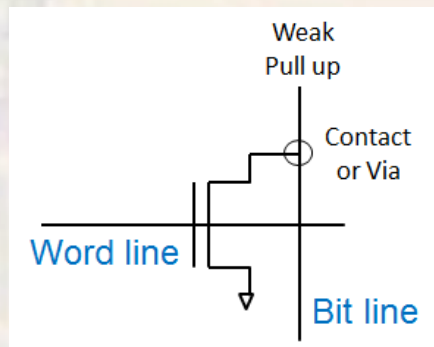 Weak
Pull up
Contact
or Via
Word line
Bit line